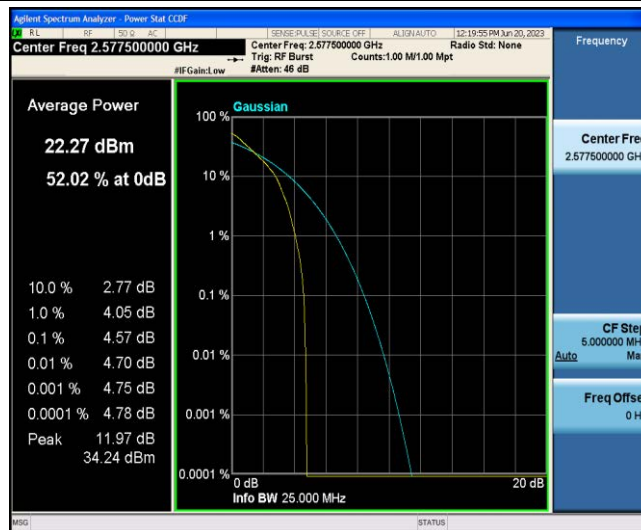 Agilent Spectrum Analyzer - Power Stat CCDF
RL RF 50 Ω AC SENSE:PULSE SOURCE OFF ALIGNAUTO 12:19:55 PM Jun 20, 2023
Center Freq 2.577500000 GHz
Center Freq: 2.577500000 GHz Radio Std: None
Trig: RF Burst Counts:1.00 M/1.00 Mpt
#IFGain:Low #Atten: 46 dB
Frequency
Average Power
22.27 dBm
52.02 % at 0dB
10.0 % 2.77 dB
1.0 % 4.05 dB
0.1 % 4.57 dB
0.01 % 4.70 dB
0.001 % 4.75 dB
0.0001 % 4.78 dB
Peak 11.97 dB
34.24 dBm
Gaussian
100 %
10 %
1 %
0.1 %
0.01 %
0.001 %
0.0001 %
0 dB 20 dB
Info BW 25.000 MHz
Center Fre
2.577500000 GH
CF Ste
5.000000 MH
Auto Ma
Freq Offse
0 H
MSG STATUS